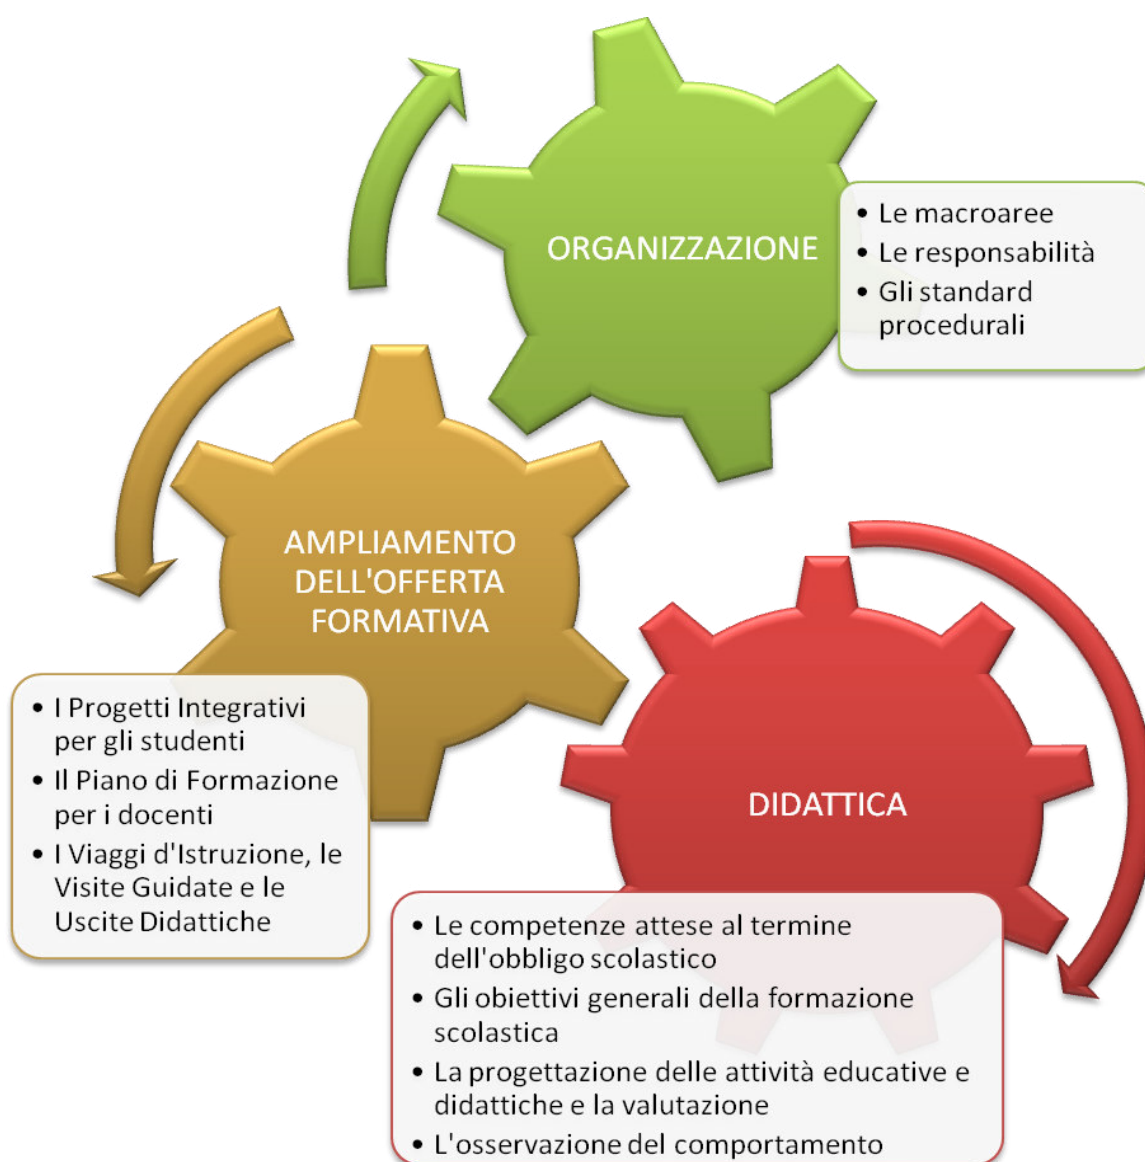 ORGANIZZAZIONE
• Le macroaree
• Le responsabilità
• Gli standard
procedurali
AMPLIAMENTO
DELL'OFFERTA
FORMATIVA
• I Progetti Integrativi
per gli studenti
• Il Piano di Formazione
per i docenti
• I Viaggi d'Istruzione, le
Visite Guidate e le
Uscite Didattiche
DIDATTICA
• Le competenze attese al termine
dell'obbligo scolastico
• Gli obiettivi generali della formazione
scolastica
• La progettazione delle attività educative e
didattiche e la valutazione
• L'osservazione del comportamento